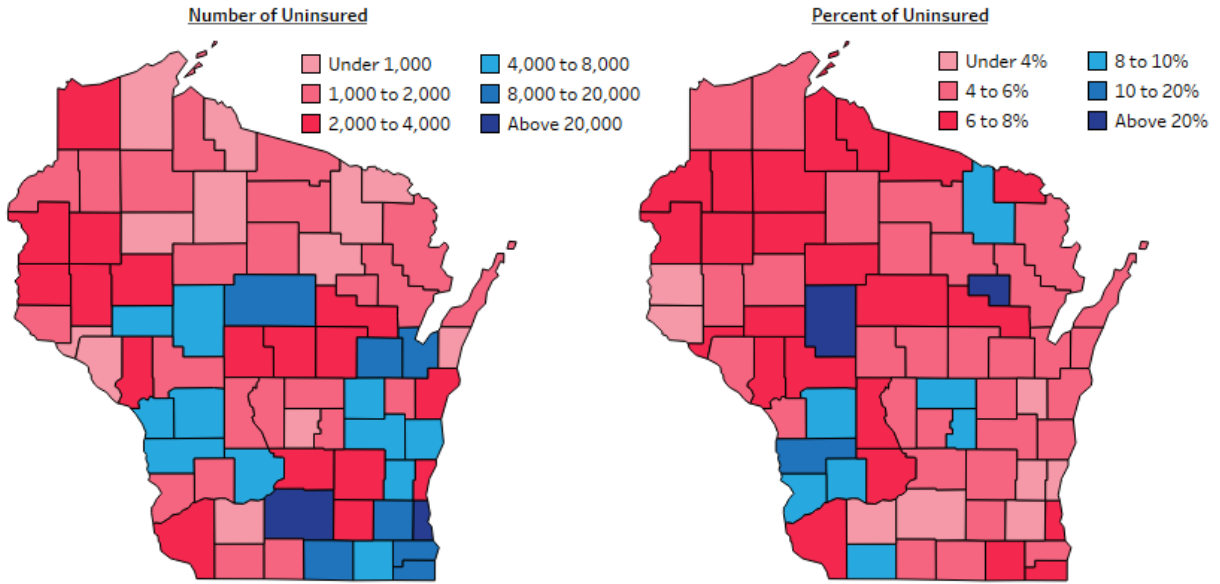 Number of Uninsured
Under 1,000
1,000 to 2,000
2,000 to 4,000
4,000 to 8,000
8,000 to 20,000
Above 20,000
Percent of Uninsured
Under 4%
4 to 6%
6 to 8%
8 to 10%
10 to 20%
Above 20%